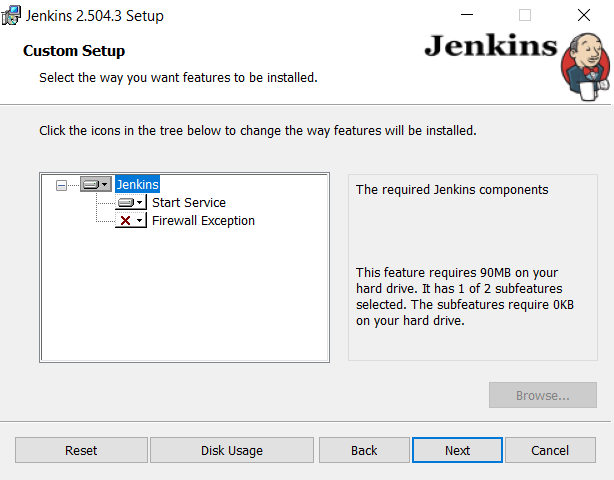 Jenkins 2.504.3 Setup
Custom Setup
Jenkins
Select the way you want features to be installed.
Click the icons in the tree below to change the way features will be installed.
Jenkins
Start Service
Firewall Exception
The required Jenkins components
This feature requires 90MB on your
hard drive. It has 1 of 2 subfeatures
selected. The subfeatures require 0KB
on your hard drive.
Browse...
Reset
Disk Usage
Back
Next
Cancel